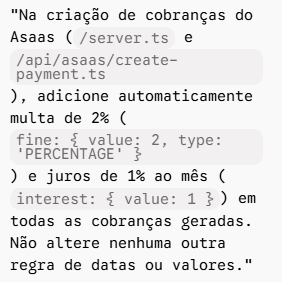 "Na criação de cobranças do
Asaas ( /server.ts e
/api/asaas/create-
payment.ts
), adicione automaticamente
multa de 2% (
fine: { value: 2, type:
'PERCENTAGE' }
) e juros de 1% ao mês (
interest: { value: 1 } ) em
todas as cobranças geradas.
Não altere nenhuma outra
regra de datas ou valores."